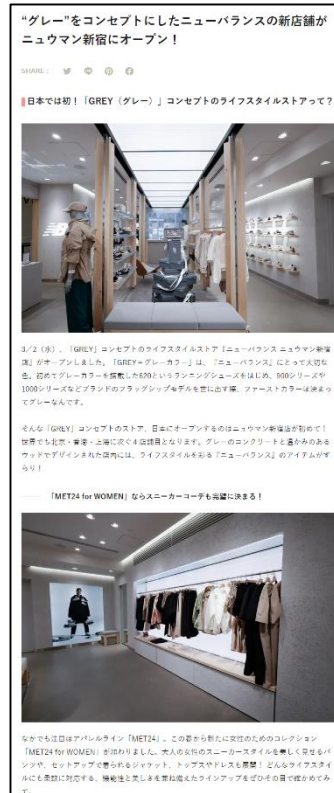 “グレー”をコンセプトにしたニューバランスの新店舗が
ニュウマン新宿にオープン！
SHARE :
日本では初！「GREY（グレー）」コンセプトのライフスタイルストアって？
3／2（水）、「GREY」コンセプトのライフスタイルストア『ニューバランス ニュウマン新宿
店』がオープンしました。「GREY＝グレーカラー」は、『ニューバランス』にとって大切な
色。初めてグレーカラーを搭載した620というランニングシューズをはじめ、900シリーズや
1000シリーズなどブランドのフラッグシップモデルを世に出す際、ファーストカラーは決まっ
てグレーなんです。
そんな「GREY」コンセプトのストア、日本にオープンするのはニュウマン新宿店が初めて！
世界でも北京・香港・上海に次ぐ4店舗目となります。グレーのコンクリートと温かみのある
ウッドでデザインされた店内には、ライフスタイルを彩る『ニューバランス』のアイテムがず
らり！
「MET24 for WOMEN」ならスニーカーコーデも完璧に決まる！
なかでも注目はアパレルライン「MET24」。この春から新たに女性のためのコレクション
「MET24 for WOMEN」が加わりました。大人の女性のスニーカースタイルを美しく見せるパ
ンツや、セットアップで着られるジャケット、トップスやドレスも展開！どんなライフスタイ
ルにも柔軟に対応する、機能性と美しさを兼ね備えたラインアップをぜひその目で確かめてみ
て。